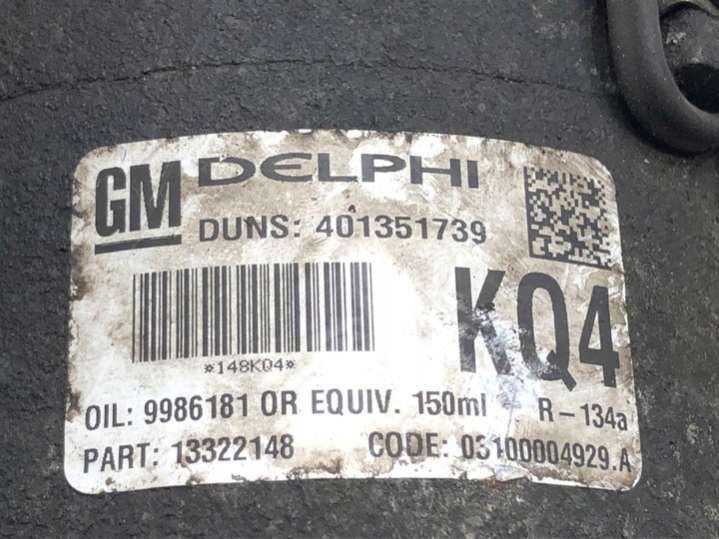 GM DELPHI
DUNS: 401351739
KQ4
*148KQ4*
OIL: 9986181 OR EQUIV. 150ml R-134a
PART: 13322148 CODE: 03100004929.A